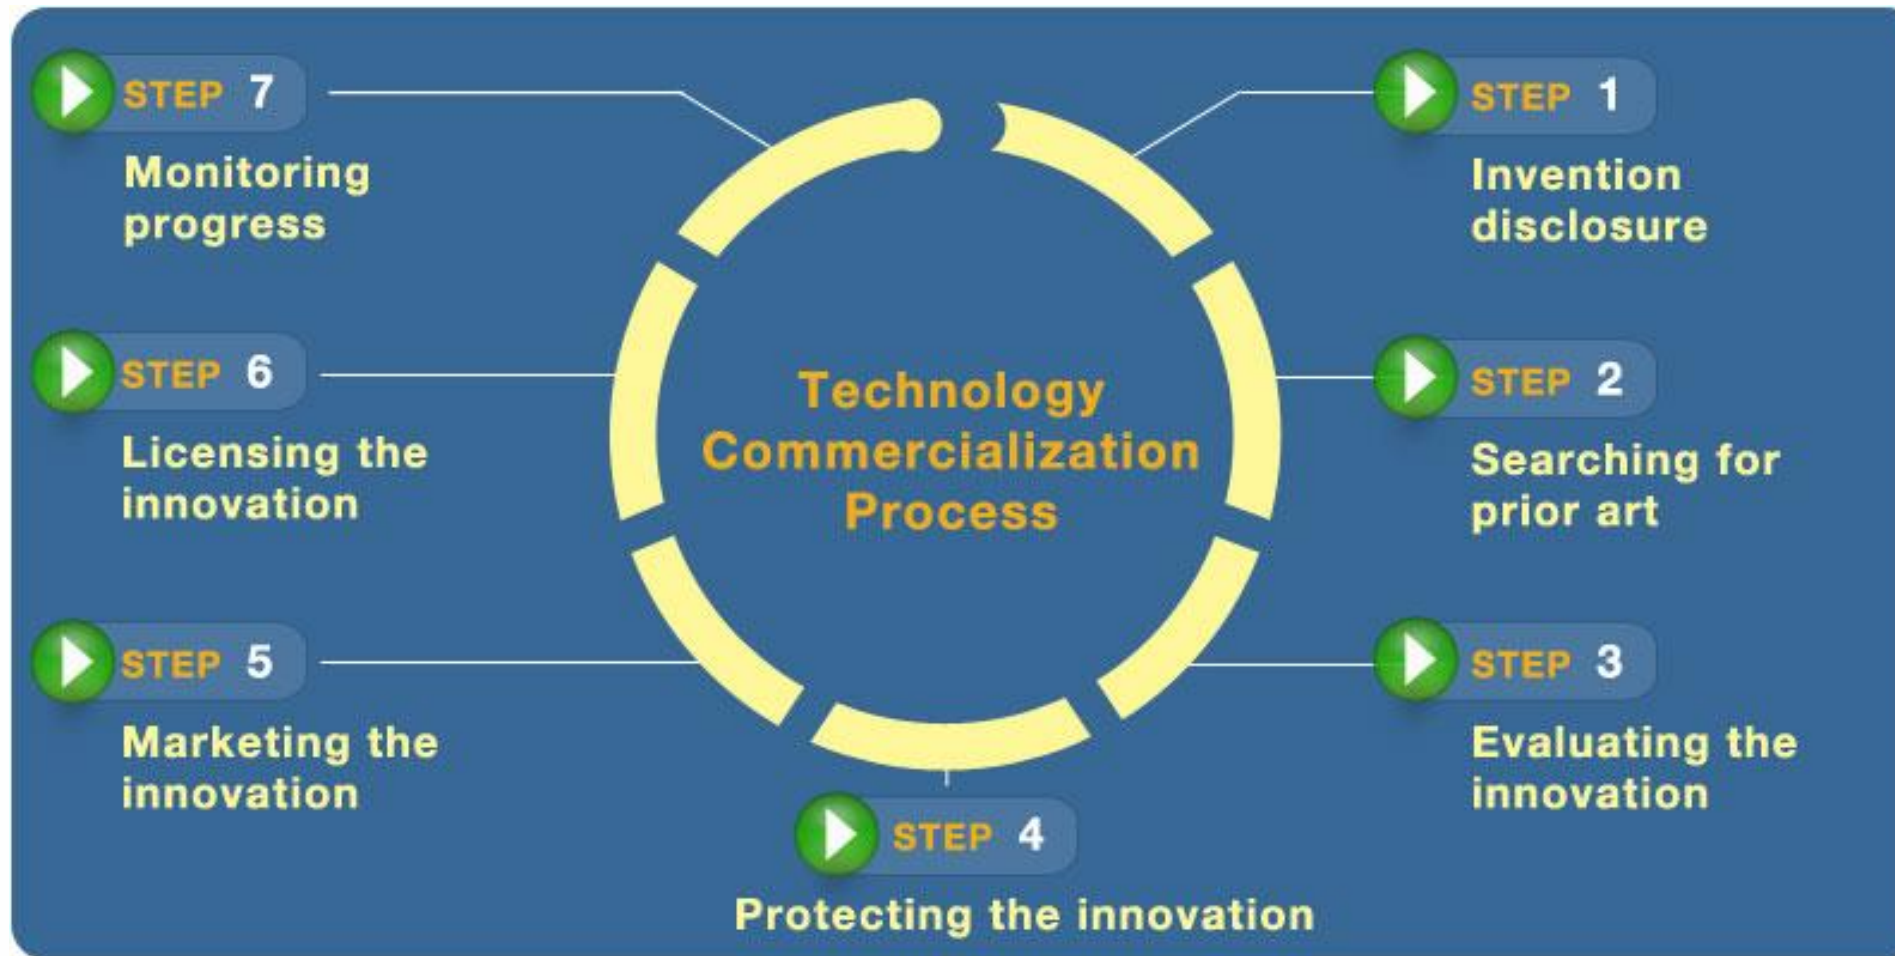 Technology
Commercialization
Process
STEP 1
Invention
disclosure
STEP 2
Searching for
prior art
STEP 3
Evaluating the
innovation
STEP 4
Protecting the innovation
STEP 5
Marketing the
innovation
STEP 6
Licensing the
innovation
STEP 7
Monitoring
progress